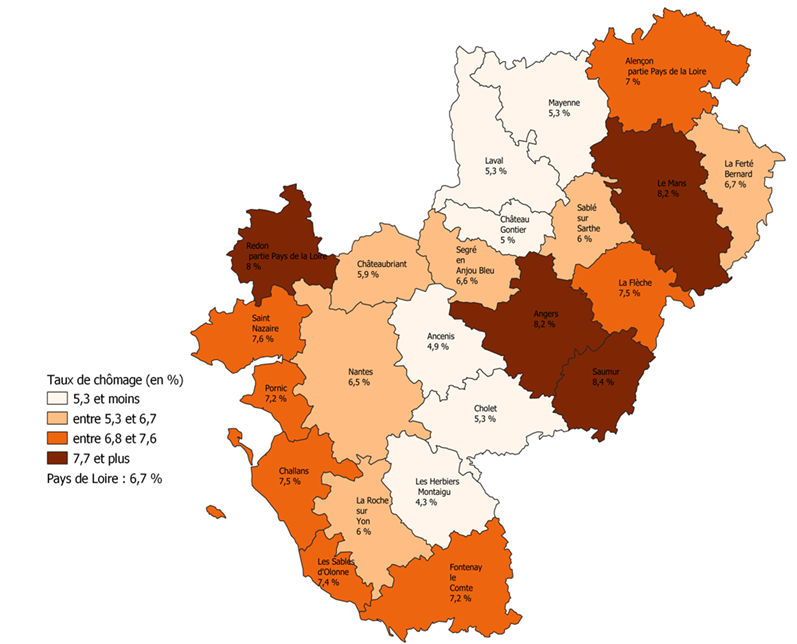 Alençon
partie Pays de la Loire
7 %
Mayenne
5,3 %
La Ferté
Bernard
6,7 %
Laval
5,3 %
Le Mans
8,2 %
Sablé
sur
Sarthe
6 %
Château
Gontier
5 %
Redon
partie Pays de la Loire
8 %
Châteaubriant
5,9 %
Segré
en
Anjou Bleu
6,6 %
La Flèche
7,5 %
Saint
Nazaire
7,6 %
Angers
8,2 %
Ancenis
4,9 %
Nantes
6,5 %
Saumur
8,4 %
Pornic
7,2 %
Cholet
5,3 %
Taux de chômage (en %)
5,3 et moins
entre 5,3 et 6,7
entre 6,8 et 7,6
7,7 et plus
Pays de Loire : 6,7 %
Challans
7,5 %
Les Herbiers
Montaigu
4,3 %
La Roche
sur
Yon
6 %
Les Sables
d'Olonne
7,4 %
Fontenay
le
Comte
7,2 %